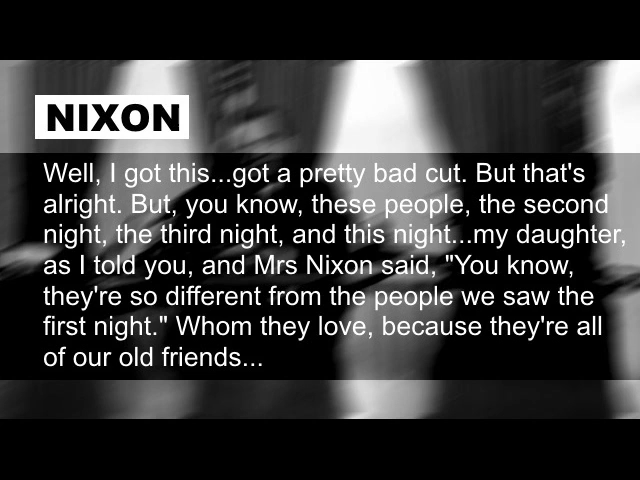 NIXON
Well, I got this...got a pretty bad cut. But that's
alright. But, you know, these people, the second
night, the third night, and this night...my daughter,
as I told you, and Mrs Nixon said, "You know,
they're so different from the people we saw the
first night." Whom they love, because they're all
of our old friends...